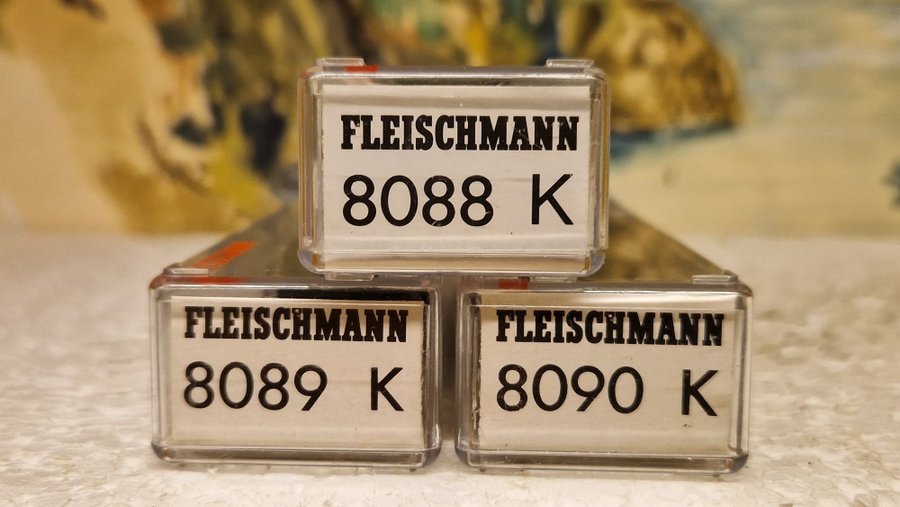 FLEISCHMANN
8088 K
FLEISCHMANN
8089 K
FLEISCHMANN
8090 K